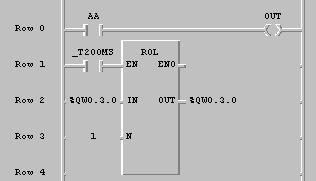 AA OUT
Row 0
_T200MS ROL
Row 1 EN ENO
Row 2 %QW0.3.0 IN OUT %QW0.3.0
Row 3 1 N
Row 4